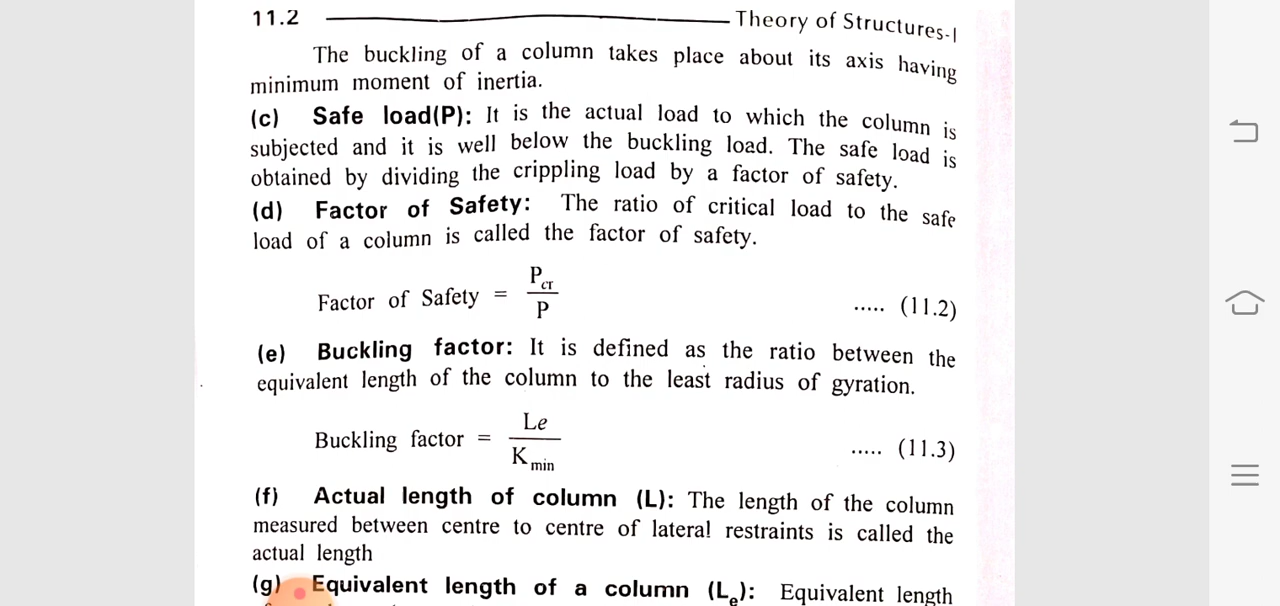 11.2 Theory of Structures-I
The buckling of a column takes place about its axis having
minimum moment of inertia.
(c) Safe load(P): It is the actual load to which the column is
subjected and it is well below the buckling load. The safe load is
obtained by dividing the crippling load by a factor of safety.
(d) Factor of Safety: The ratio of critical load to the safe
load of a column is called the factor of safety.
Factor of Safety = Pcr / P ..... (11.2)
(e) Buckling factor: It is defined as the ratio between the
equivalent length of the column to the least radius of gyration.
Buckling factor = Le / Kmin ..... (11.3)
(f) Actual length of column (L): The length of the column
measured between centre to centre of lateral restraints is called the
actual length
(g) Equivalent length of a column (Le): Equivalent length